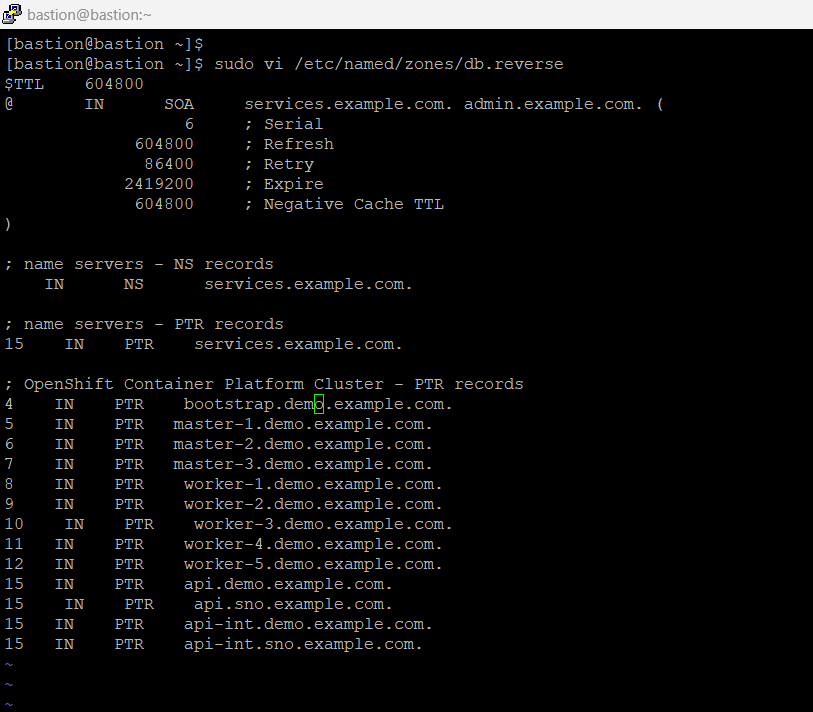 bastion@bastion:~
[bastion@bastion ~]$
[bastion@bastion ~]$ sudo vi /etc/named/zones/db.reverse
$TTL    604800
@       IN      SOA     services.example.com. admin.example.com. (
                  6     ; Serial
             604800     ; Refresh
              86400     ; Retry
            2419200     ; Expire
             604800     ; Negative Cache TTL
)
; name servers - NS records
    IN      NS      services.example.com.
; name servers - PTR records
15    IN    PTR    services.example.com.
; OpenShift Container Platform Cluster - PTR records
4    IN    PTR    bootstrap.demo.example.com.
5    IN    PTR   master-1.demo.example.com.
6    IN    PTR   master-2.demo.example.com.
7    IN    PTR   master-3.demo.example.com.
8    IN    PTR    worker-1.demo.example.com.
9    IN    PTR    worker-2.demo.example.com.
10    IN    PTR    worker-3.demo.example.com.
11   IN    PTR    worker-4.demo.example.com.
12   IN    PTR    worker-5.demo.example.com.
15   IN    PTR    api.demo.example.com.
15    IN    PTR    api.sno.example.com.
15   IN    PTR    api-int.demo.example.com.
15   IN    PTR    api-int.sno.example.com.
~
~
~